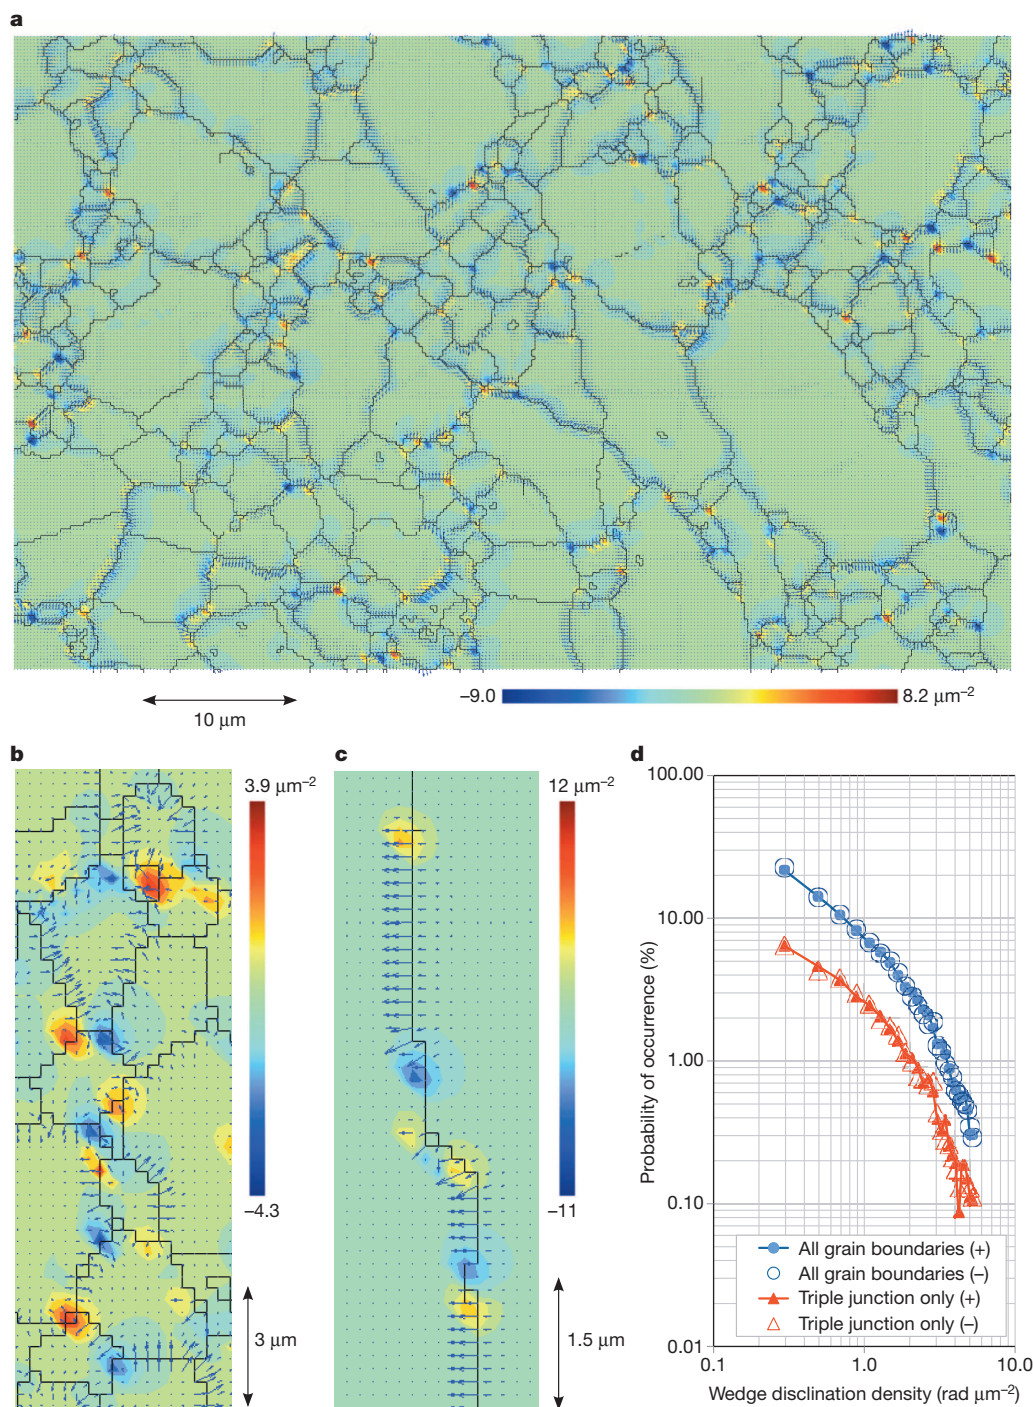 a
10 μm
–9.0
8.2 μm⁻²
b
3.9 μm⁻²
–4.3
3 μm
c
12 μm⁻²
–11
1.5 μm
d
100.00
10.00
1.00
0.10
0.01
Probability of occurrence (%)
All grain boundaries (+)
All grain boundaries (–)
Triple junction only (+)
Triple junction only (–)
0.1
1.0
10.0
Wedge disclination density (rad μm⁻²)